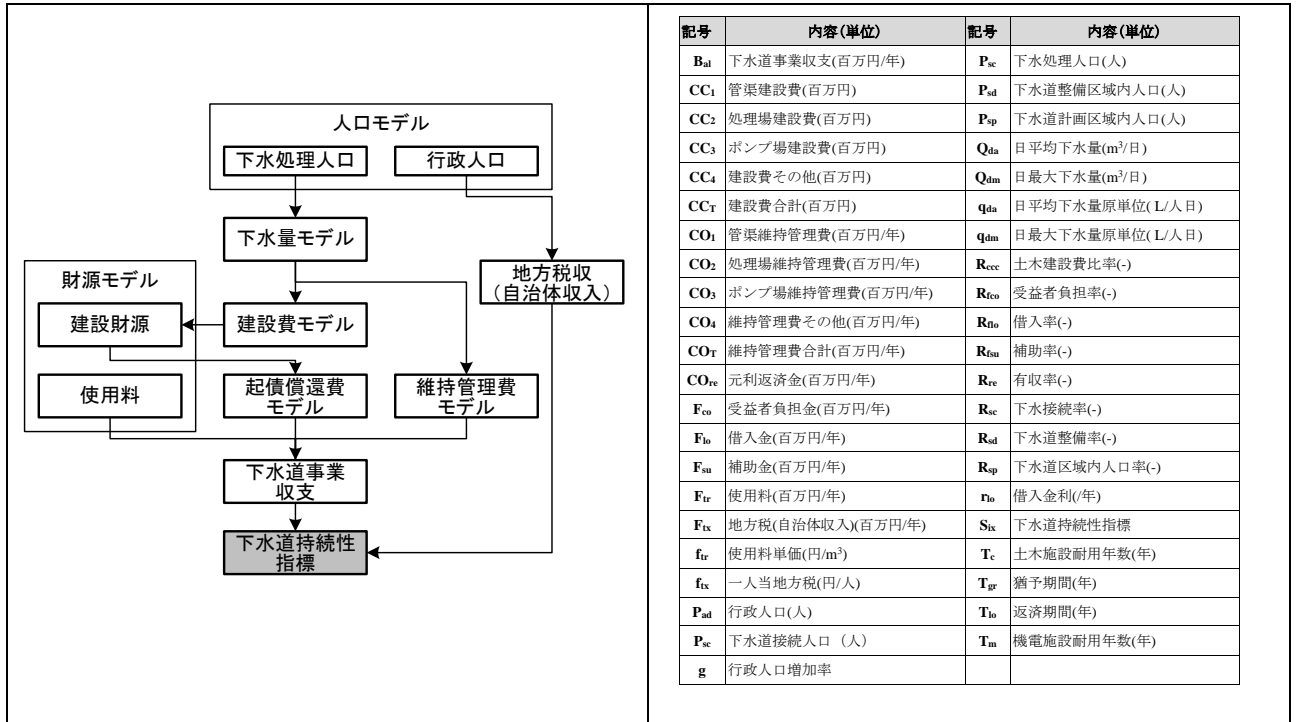 人口モデル
下水処理人口
行政人口
下水量モデル
財源モデル
地方税収
（自治体収入）
建設財源
建設費モデル
使用料
起債償還費
モデル
維持管理費
モデル
下水道事業
収支
下水道持続性
指標
記号 内容(単位) 記号 内容(単位)
Bal 下水道事業収支(百万円/年) Psc 下水処理人口(人)
CC1 管渠建設費(百万円) Psd 下水道整備区域内人口(人)
CC2 処理場建設費(百万円) Psp 下水道計画区域内人口(人)
CC3 ポンプ場建設費(百万円) Qda 日平均下水量(m3/日)
CC4 建設費その他(百万円) Qdm 日最大下水量(m3/日)
CCT 建設費合計(百万円) qda 日平均下水量原単位( L/人日)
CO1 管渠維持管理費(百万円/年) qdm 日最大下水量原単位( L/人日)
CO2 処理場維持管理費(百万円/年) Rccc 土木建設費比率(-)
CO3 ポンプ場維持管理費(百万円/年) Rfco 受益者負担率(-)
CO4 維持管理費その他(百万円/年) Rflo 借入率(-)
COT 維持管理費合計(百万円/年) Rfsu 補助率(-)
COre 元利返済金(百万円/年) Rre 有収率(-)
Fco 受益者負担金(百万円/年) Rsc 下水接続率(-)
Flo 借入金(百万円/年) Rsd 下水道整備率(-)
Fsu 補助金(百万円/年) Rsp 下水道区域内人口率(-)
Ftr 使用料(百万円/年) rlo 借入金利(/年)
Ftx 地方税(自治体収入)(百万円/年) Six 下水道持続性指標
ftr 使用料単価(円/m3) Tc 土木施設耐用年数(年)
ftx 一人当地方税(円/人) Tgr 猶予期間(年)
Pad 行政人口(人) Tlo 返済期間(年)
Psc 下水道接続人口（人） Tm 機電施設耐用年数(年)
g 行政人口増加率